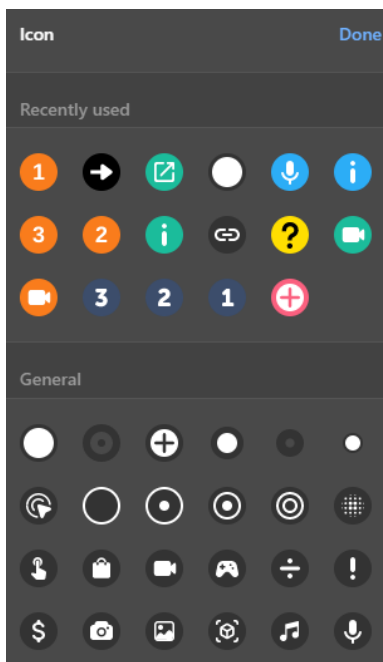 Icon Done
Recently used
1 i
3 2 i ?
3 2 1
General
!
$